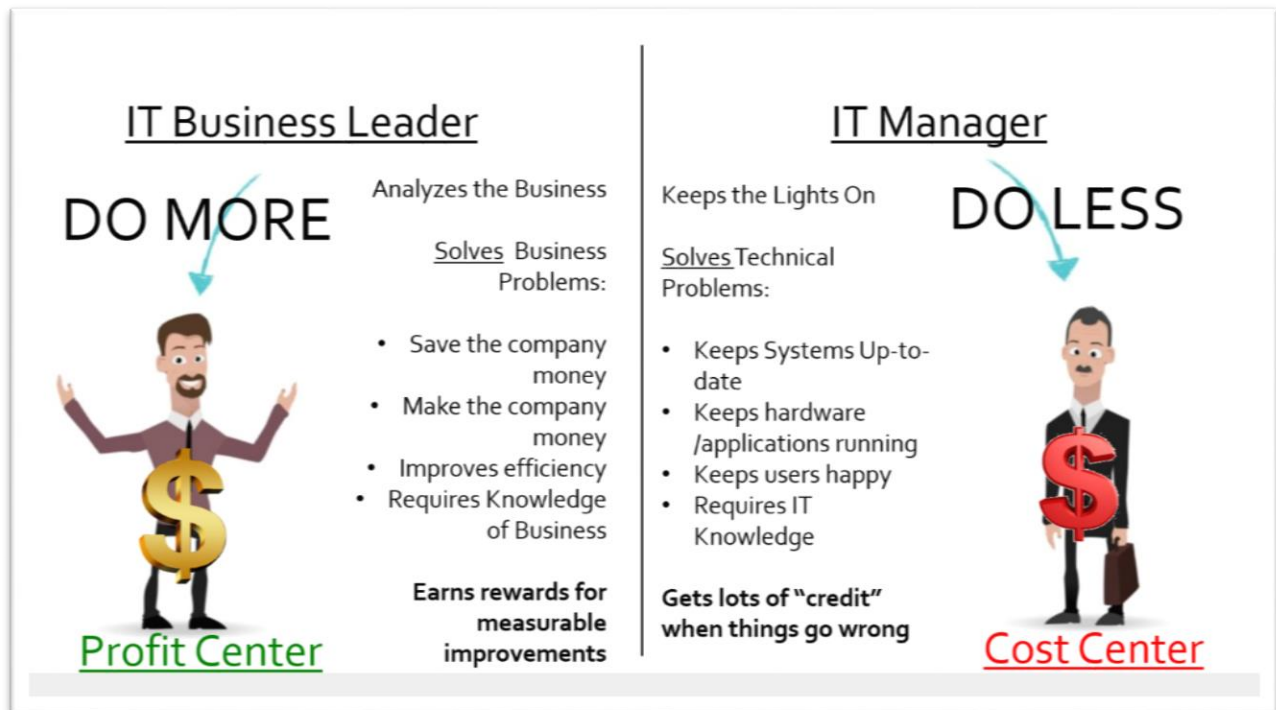 IT Business Leader
DO MORE
Analyzes the Business
Solves Business
Problems:
• Save the company
money
• Make the company
money
• Improves efficiency
• Requires Knowledge
of Business
Earns rewards for
measurable
improvements
$
Profit Center
IT Manager
DO LESS
Keeps the Lights On
Solves Technical
Problems:
• Keeps Systems Up-to-
date
• Keeps hardware
/applications running
• Keeps users happy
• Requires IT
Knowledge
Gets lots of “credit”
when things go wrong
$
Cost Center